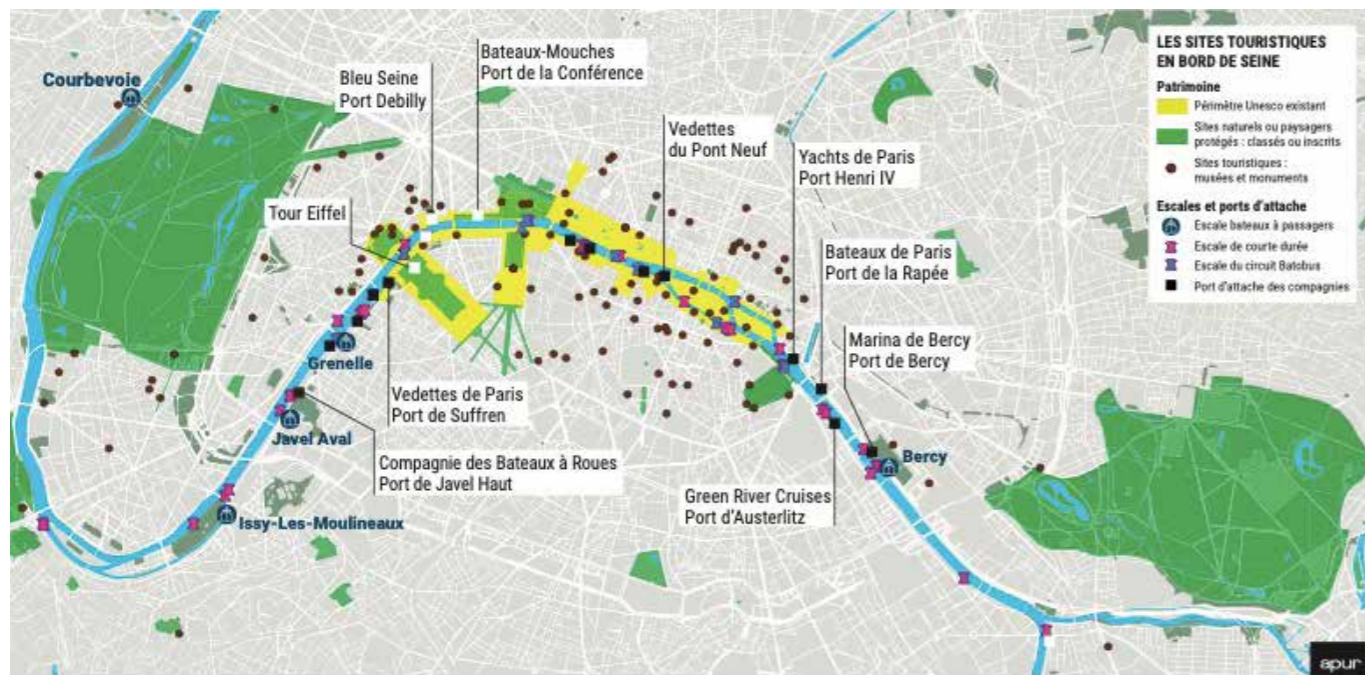 Courbevoie
Bleu Seine
Port Debilly
Bateaux-Mouches
Port de la Conférence
Tour Eiffel
Vedettes
du Pont Neuf
Yachts de Paris
Port Henri IV
Bateaux de Paris
Port de la Rapée
Marina de Bercy
Port de Bercy
Grenelle
Vedettes de Paris
Port de Suffren
Javel Aval
Compagnie des Bateaux à Roues
Port de Javel Haut
Issy-Les-Moulineaux
Green River Cruises
Port d'Austerlitz
Bercy
LES SITES TOURISTIQUES
EN BORD DE SEINE
Patrimoine
Périmètre Unesco existant
Sites naturels ou paysagers
protégés : classés ou inscrits
Sites touristiques :
musées et monuments
Escales et ports d'attache
Escale bateaux à passagers
Escale de courte durée
Escale du circuit Batobus
Port d'attache des compagnies
apur